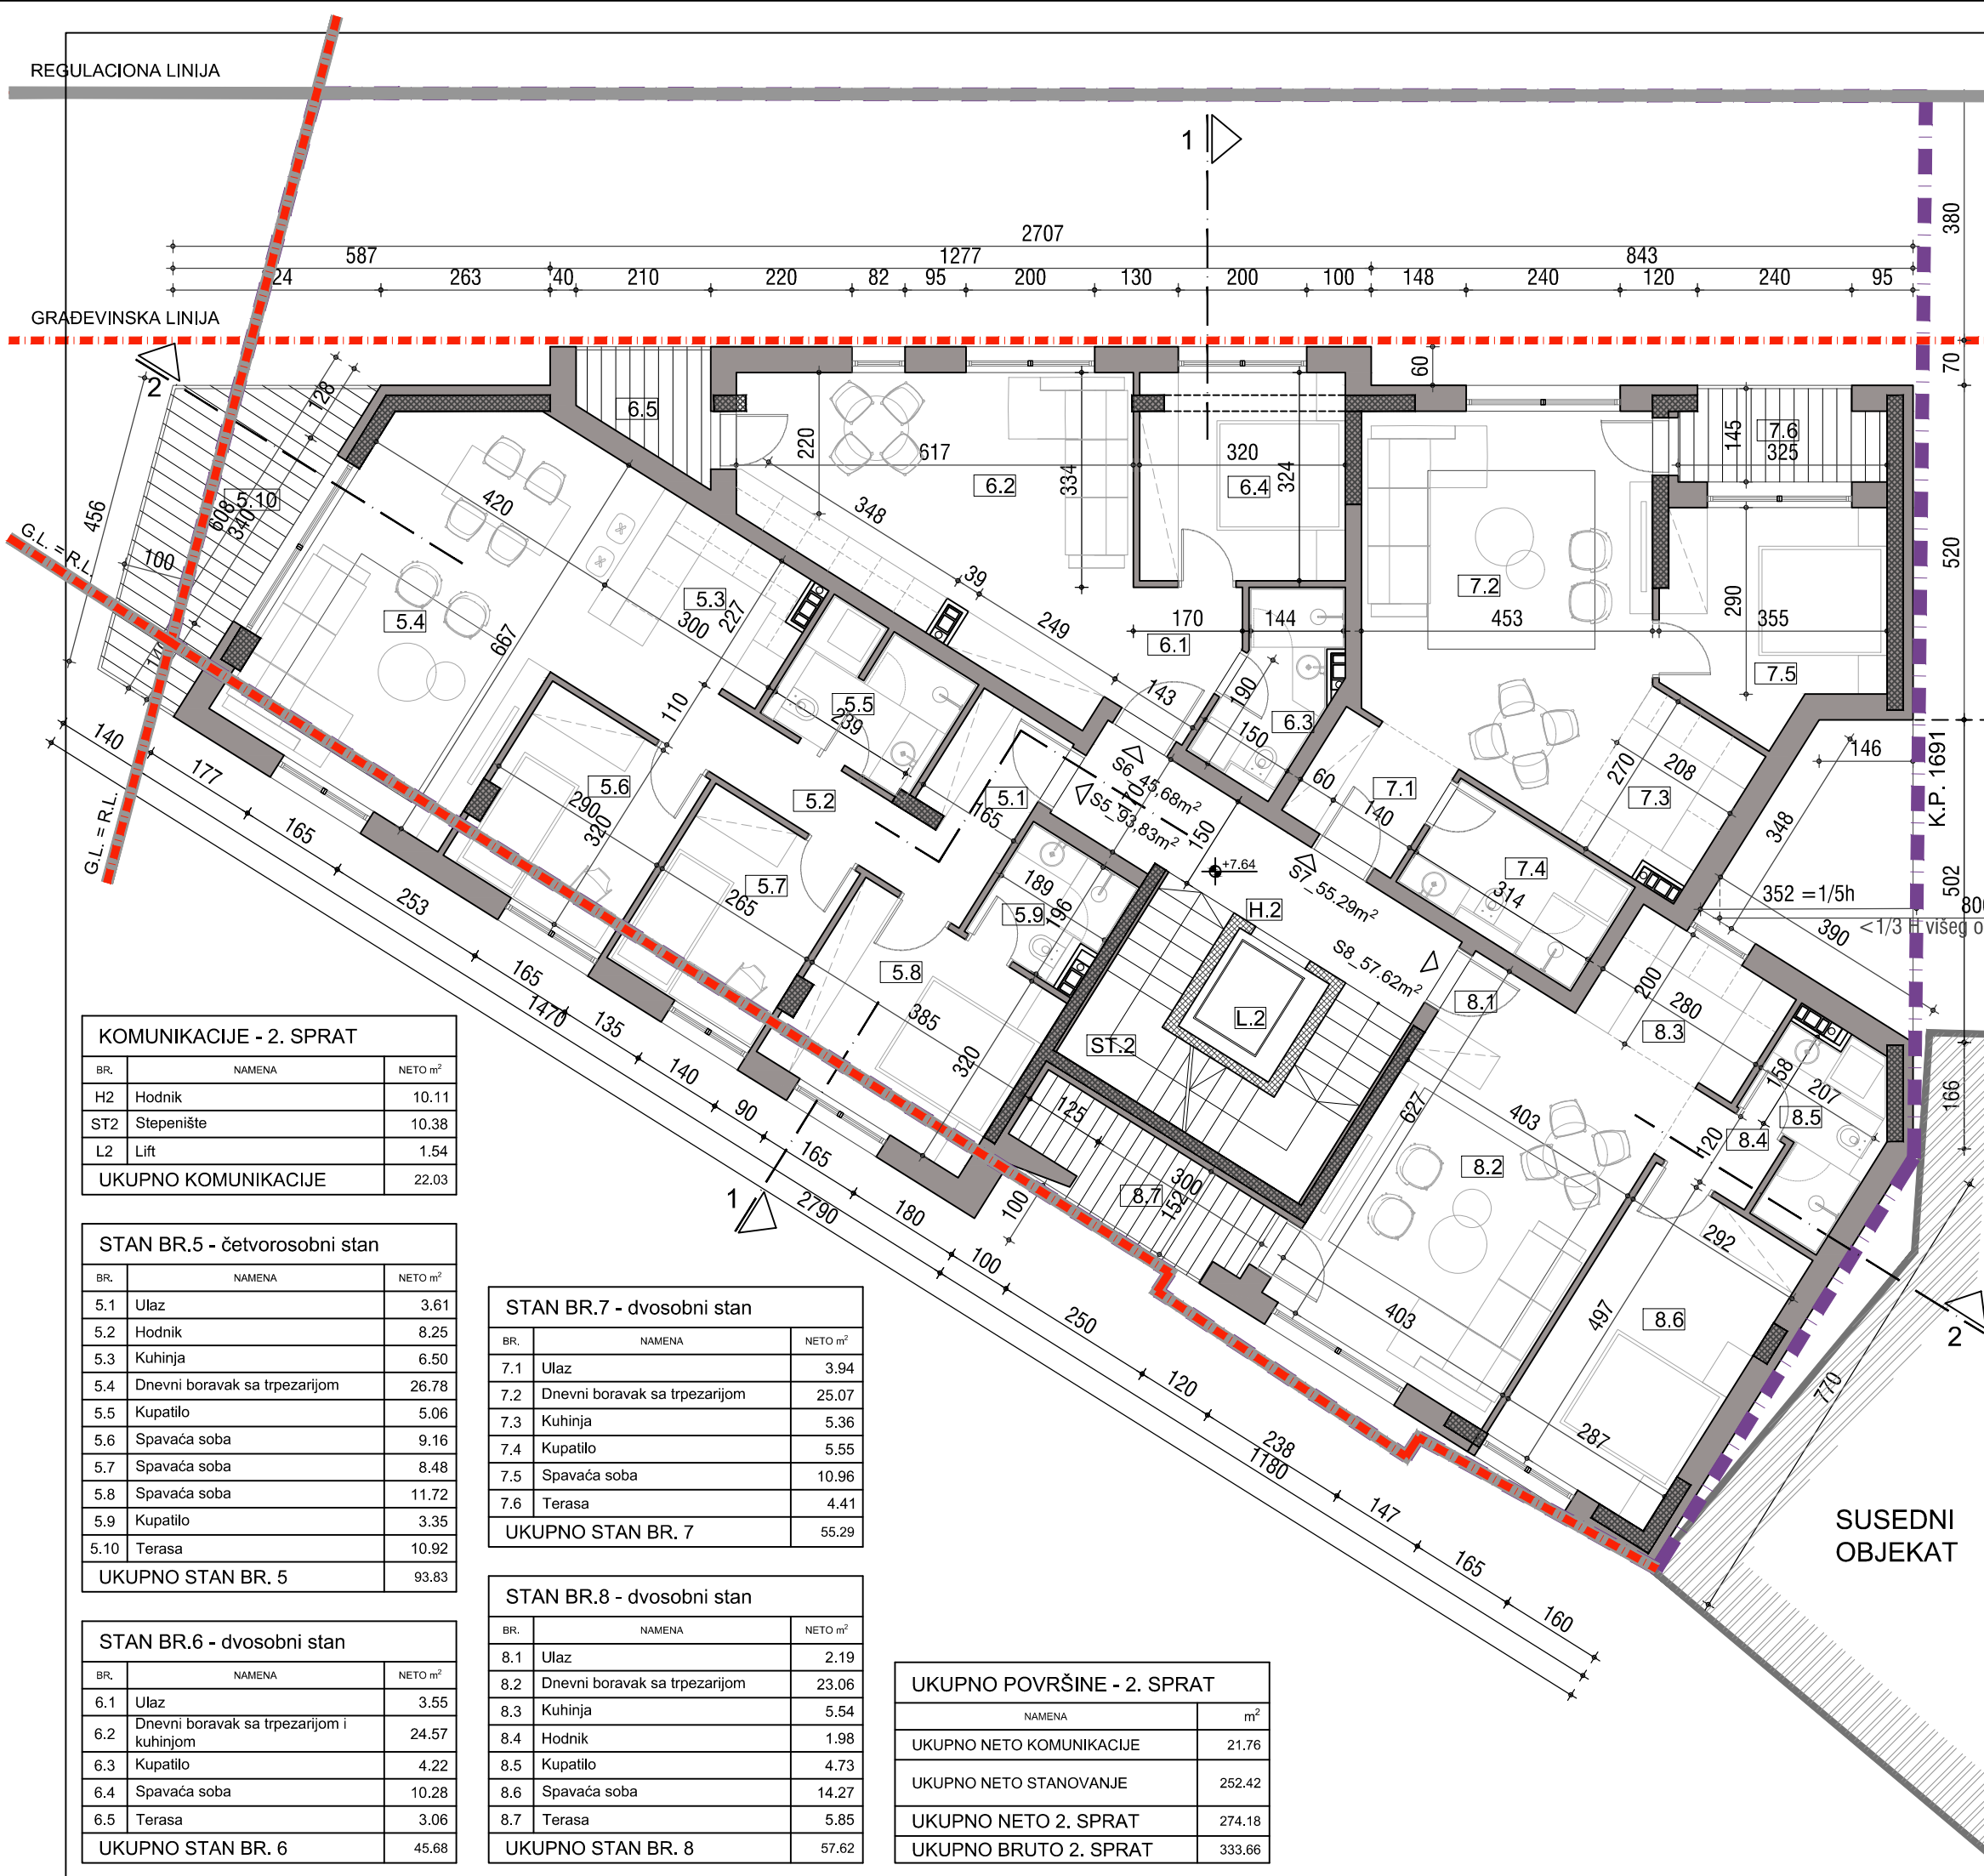 REGULACIONA LINIJA
1
380
2707
587
1277
843
24
263
40
210
220
82
95
200
130
200
100
148
240
120
240
95
GRAĐEVINSKA LINIJA
2
128
6.5
60
70
220
617
6.2
334
320
6.4
324
145
7.6
325
456
5.10
608
340
420
348
G.L. = R.L.
100
39
7.2
520
5.4
5.3
300
227
667
249
170
144
6.1
453
290
355
7.5
110
5.5
239
143
190
150
6.3
140
177
165
253
5.6
290
320
5.2
5.1
165
S6_45,68m²
S5_93,83m²
170
150
60
7.1
140
270
208
7.3
146
348
K.P. 1691
G.L. = R.L.
5.7
265
189
5.9
196
+7.64
S7_55.29m²
H.2
7.4
314
352 =1/5h
502
390
<1/3 H višeg o
5.8
385
320
S8_57.62m²
L.2
ST.2
8.1
200
280
8.3
165
1470
135
140
90
165
2790
180
100
125
300
8.7
152
100
627
403
8.2
158
207
8.5
8.4
120
166
292
1
250
120
238
1180
147
165
160
403
497
8.6
287
770
2
SUSEDNI
OBJEKAT
KOMUNIKACIJE - 2. SPRAT
BR. NAMENA NETO m²
H2 Hodnik 10.11
ST2 Stepenište 10.38
L2 Lift 1.54
UKUPNO KOMUNIKACIJE 22.03
STAN BR.5 - četvorosobni stan
BR. NAMENA NETO m²
5.1 Ulaz 3.61
5.2 Hodnik 8.25
5.3 Kuhinja 6.50
5.4 Dnevni boravak sa trpezarijom 26.78
5.5 Kupatilo 5.06
5.6 Spavaća soba 9.16
5.7 Spavaća soba 8.48
5.8 Spavaća soba 11.72
5.9 Kupatilo 3.35
5.10 Terasa 10.92
UKUPNO STAN BR. 5 93.83
STAN BR.6 - dvosobni stan
BR. NAMENA NETO m²
6.1 Ulaz 3.55
6.2 Dnevni boravak sa trpezarijom i
kuhinjom 24.57
6.3 Kupatilo 4.22
6.4 Spavaća soba 10.28
6.5 Terasa 3.06
UKUPNO STAN BR. 6 45.68
STAN BR.7 - dvosobni stan
BR. NAMENA NETO m²
7.1 Ulaz 3.94
7.2 Dnevni boravak sa trpezarijom 25.07
7.3 Kuhinja 5.36
7.4 Kupatilo 5.55
7.5 Spavaća soba 10.96
7.6 Terasa 4.41
UKUPNO STAN BR. 7 55.29
STAN BR.8 - dvosobni stan
BR. NAMENA NETO m²
8.1 Ulaz 2.19
8.2 Dnevni boravak sa trpezarijom 23.06
8.3 Kuhinja 5.54
8.4 Hodnik 1.98
8.5 Kupatilo 4.73
8.6 Spavaća soba 14.27
8.7 Terasa 5.85
UKUPNO STAN BR. 8 57.62
UKUPNO POVRŠINE - 2. SPRAT
NAMENA m²
UKUPNO NETO KOMUNIKACIJE 21.76
UKUPNO NETO STANOVANJE 252.42
UKUPNO NETO 2. SPRAT 274.18
UKUPNO BRUTO 2. SPRAT 333.66